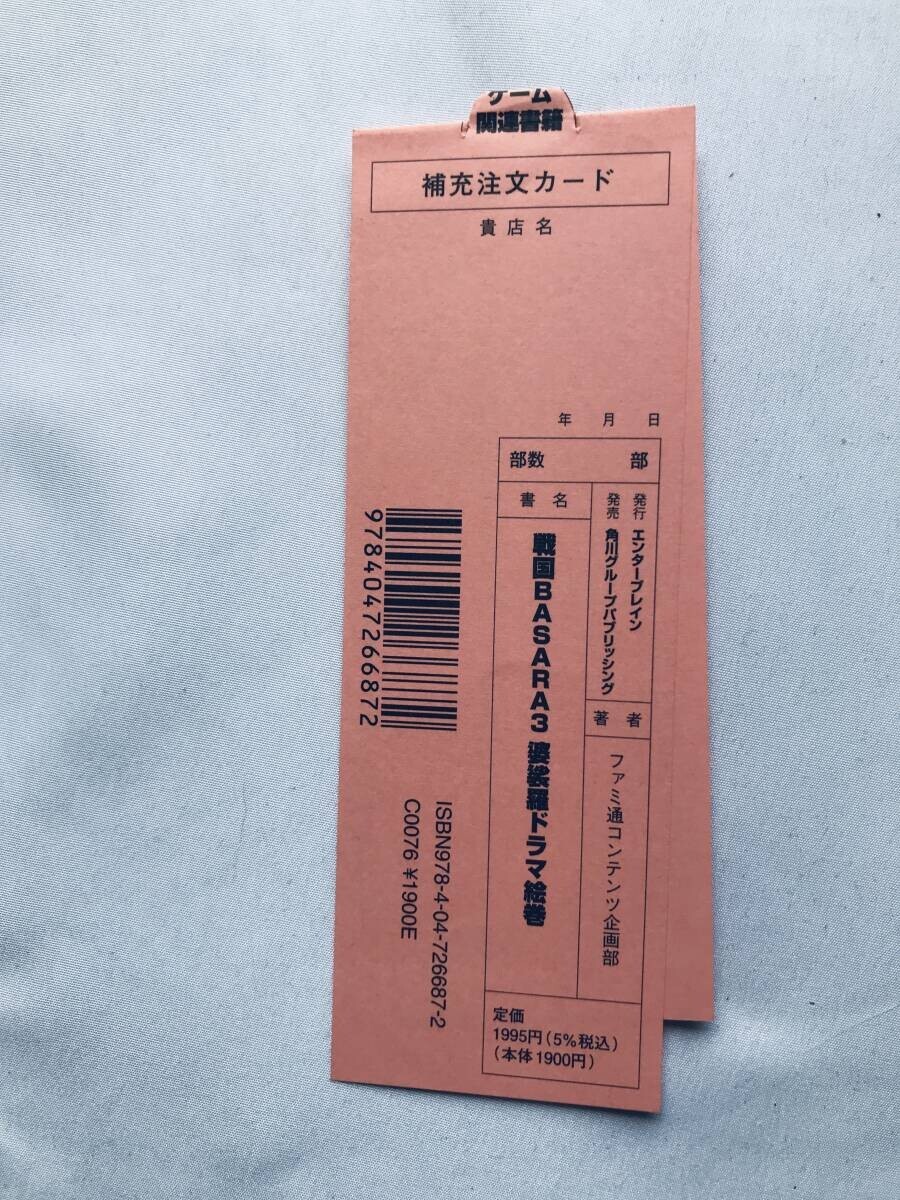 ゲーム
関連書籍
補充注文カード
貴店名
年 月 日
部数 部
書名
戦国BASARA3 婆娑羅ドラマ絵巻
発行 エンターブレイン
発売 角川グループパブリッシング
著者
ファミ通コンテンツ企画部
定価
1995円(5%税込)
(本体1900円)
9784047266872
ISBN978-4-04-726687-2
C0076 ¥1900E